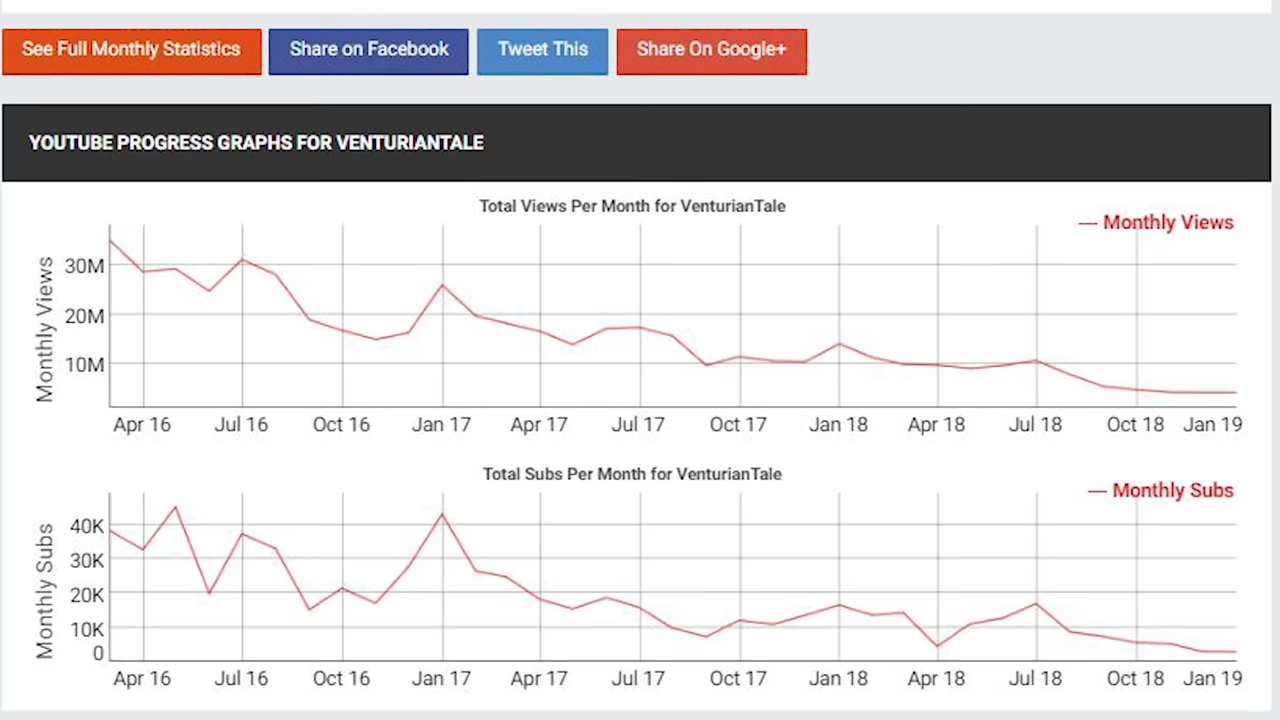 See Full Monthly Statistics Share on Facebook Tweet This Share On Google+
YOUTUBE PROGRESS GRAPHS FOR VENTURIANTALE
Total Views Per Month for VenturianTale
Monthly Views
Monthly Views
30M
20M
10M
Apr 16 Jul 16 Oct 16 Jan 17 Apr 17 Jul 17 Oct 17 Jan 18 Apr 18 Jul 18 Oct 18 Jan 19
Total Subs Per Month for VenturianTale
Monthly Subs
Monthly Subs
40K
30K
20K
10K
0
Apr 16 Jul 16 Oct 16 Jan 17 Apr 17 Jul 17 Oct 17 Jan 18 Apr 18 Jul 18 Oct 18 Jan 19